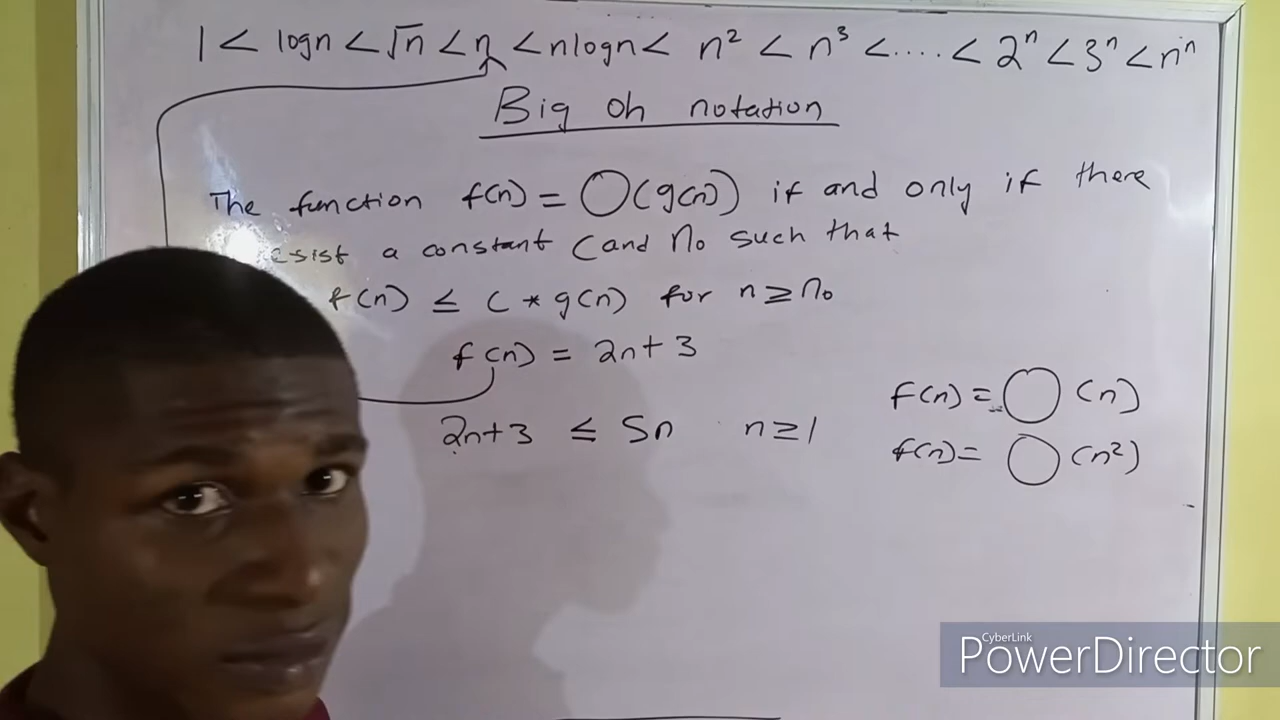 1 < logn < √n < n < nlogn < n² < n³ < .... < 2ⁿ < 3ⁿ < nⁿ
Big Oh notation
The function f(n) = O(g(n)) if and only if there
esist a constant C and n₀ such that
f(n) ≤ C * g(n) for n ≥ n₀
f(n) = 2n + 3
2n+3 ≤ 5n n ≥ 1
f(n) = O(n)
f(n) = O(n²)
CyberLink
PowerDirector